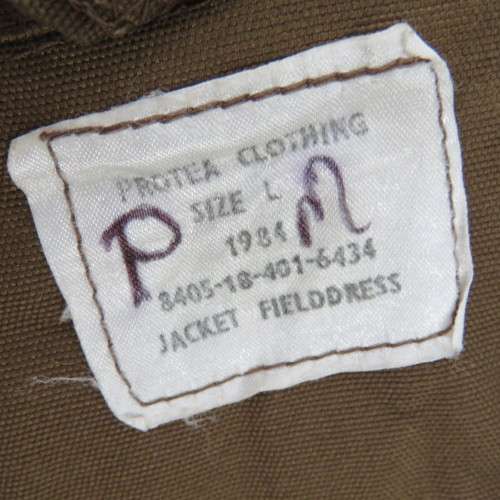 PROTEA CLOTHING
SIZE L
P 1984 M
8405-18-401-6434
JACKET FIELDDRESS